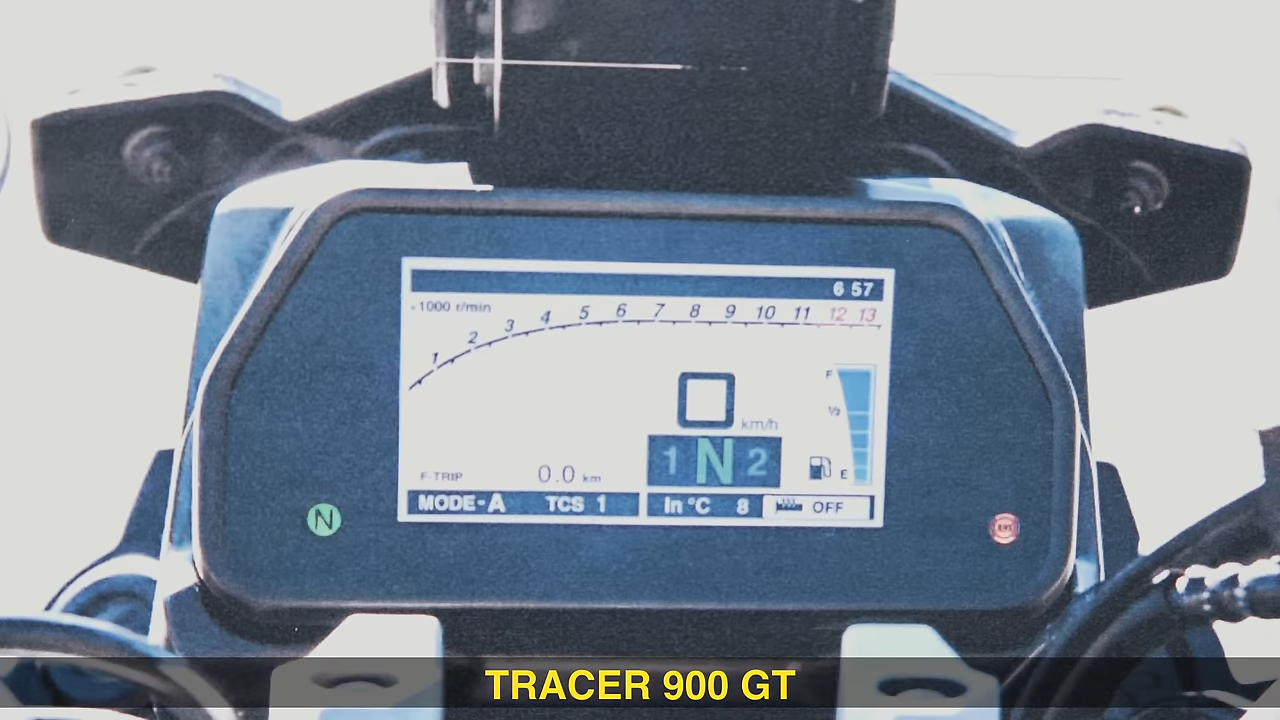 6 57
1000 r/min
1 2 3 4 5 6 7 8 9 10 11 12 13
F
1/2
km/h
1 N 2
E
F-TRIP 0.0 km
MODE-A TCS 1 In °C 8 OFF
N
TRACER 900 GT